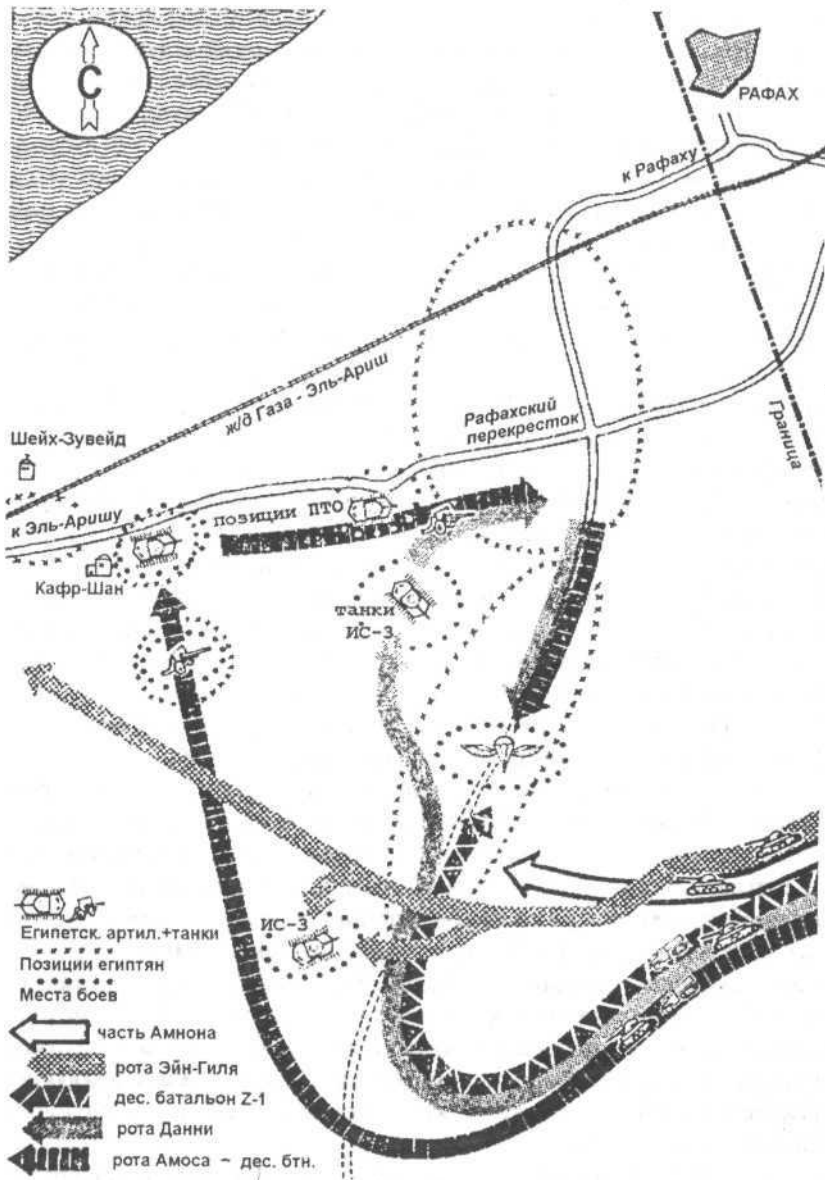 С
РАФАХ
к Рафаху
ж/д Газа - Эль-Ариш
Рафахский
перекресток
Граница
Шейх-Зувейд
к Эль-Аришу
позиции ПТО
Кафр-Шан
танки
ИС-3
ИС-3
Египетск. артил.+танки
Позиции египтян
Места боев
часть Амнона
рота Эйн-Гиля
дес. батальон Z-1
рота Данни
рота Амоса - дес. бтн.